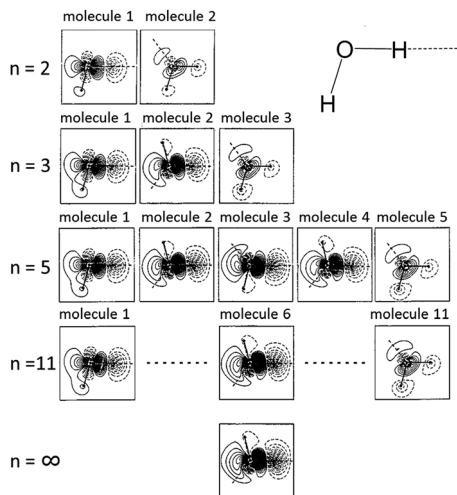 molecule 1 molecule 2
n = 2
O H
H
molecule 1 molecule 2 molecule 3
n = 3
molecule 1 molecule 2 molecule 3 molecule 4 molecule 5
n = 5
molecule 1 molecule 6 molecule 11
n =11
n = ∞